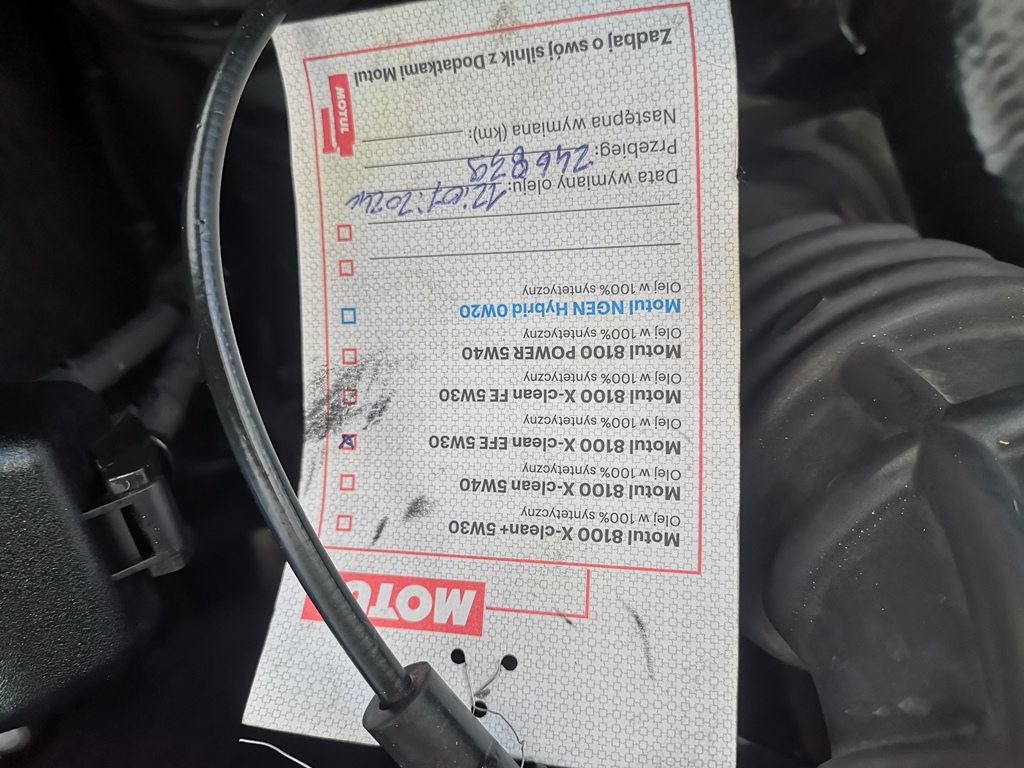 MOTUL
Motul 8100 X-clean+ 5W30
Olej w 100% syntetyczny
Motul 8100 X-clean 5W40
Olej w 100% syntetyczny
Motul 8100 X-clean EFE 5W30
Olej w 100% syntetyczny
Motul 8100 X-clean FE 5W30
Olej w 100% syntetyczny
Motul 8100 POWER 5W40
Olej w 100% syntetyczny
Motul NGEN Hybrid 0W20
Olej w 100% syntetyczny
Data wymiany oleju: 12.07.2024
Przebieg: 246 879
Następna wymiana (km):
Zadbaj o swój silnik z Dodatkami Motul
MOTUL